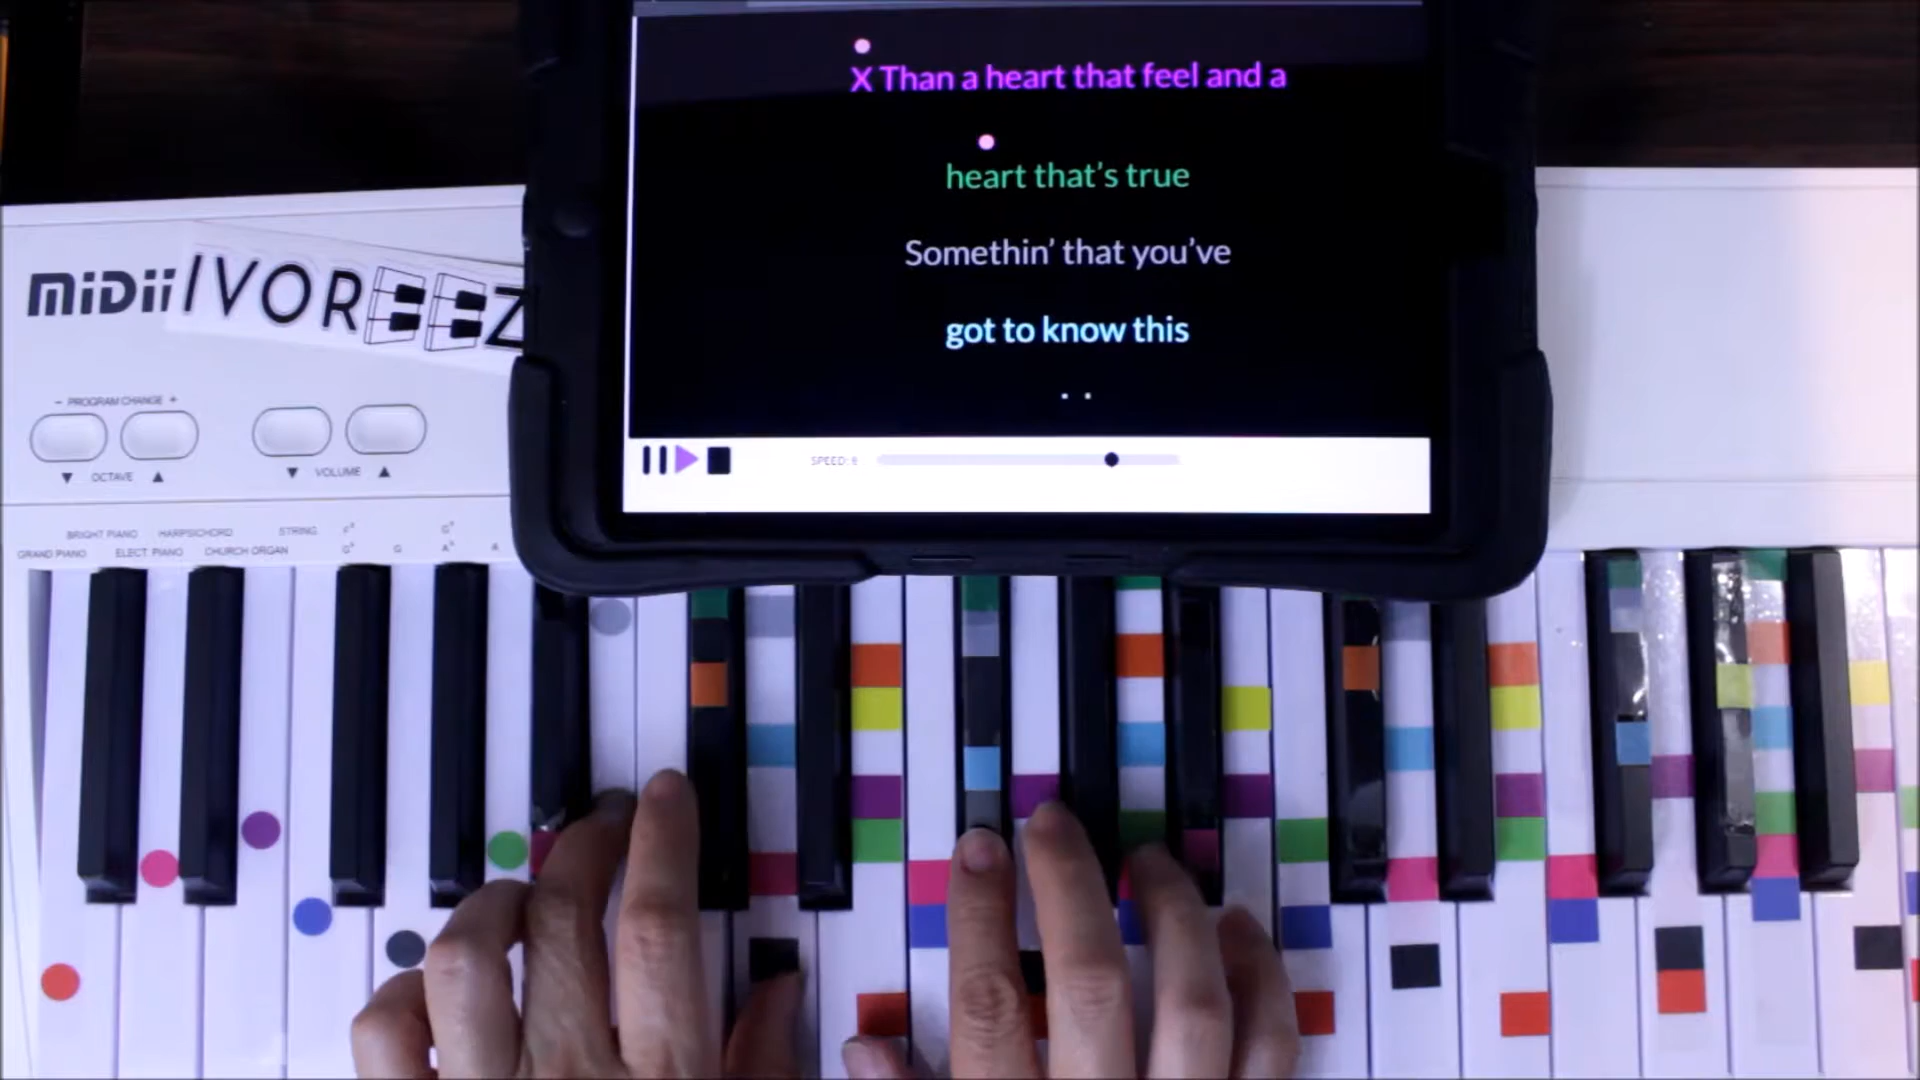 X Than a heart that feel and a
heart that's true
Somethin' that you've
got to know this
. .
SPEED: 6
miDii IVOREEZ
- PROGRAM CHANGE +
▼ OCTAVE ▲
▼ VOLUME ▲
BRIGHT PIANO HARPSICHORD STRING
GRAND PIANO ELECT PIANO CHURCH ORGAN G A